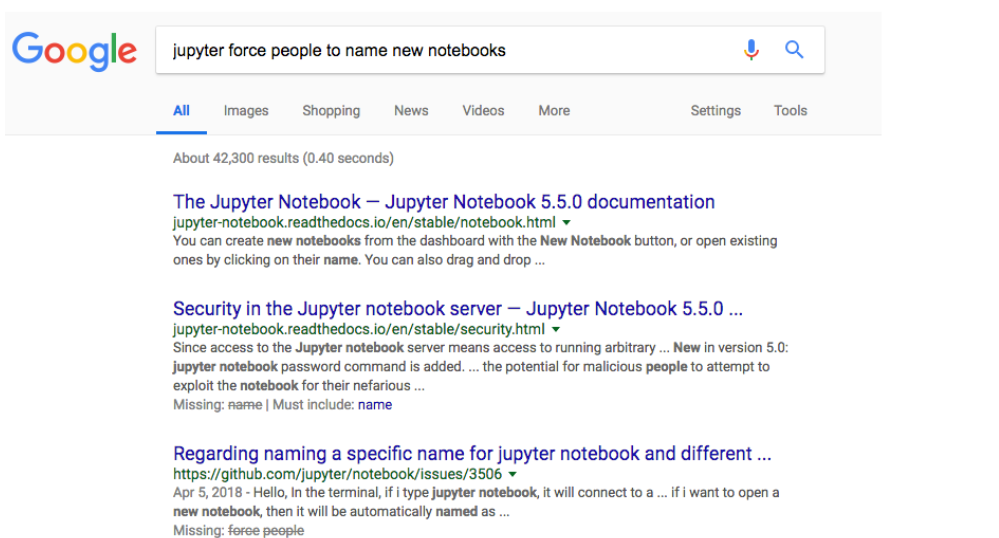 Google
jupyter force people to name new notebooks
All Images Shopping News Videos More Settings Tools
About 42,300 results (0.40 seconds)
The Jupyter Notebook — Jupyter Notebook 5.5.0 documentation
jupyter-notebook.readthedocs.io/en/stable/notebook.html
You can create new notebooks from the dashboard with the New Notebook button, or open existing
ones by clicking on their name. You can also drag and drop ...
Security in the Jupyter notebook server — Jupyter Notebook 5.5.0 ...
jupyter-notebook.readthedocs.io/en/stable/security.html
Since access to the Jupyter notebook server means access to running arbitrary ... New in version 5.0:
jupyter notebook password command is added. ... the potential for malicious people to attempt to
exploit the notebook for their nefarious ...
Missing: name | Must include: name
Regarding naming a specific name for jupyter notebook and different ...
https://github.com/jupyter/notebook/issues/3506
Apr 5, 2018 - Hello, In the terminal, if i type jupyter notebook, it will connect to a ... if i want to open a
new notebook, then it will be automatically named as ...
Missing: force people